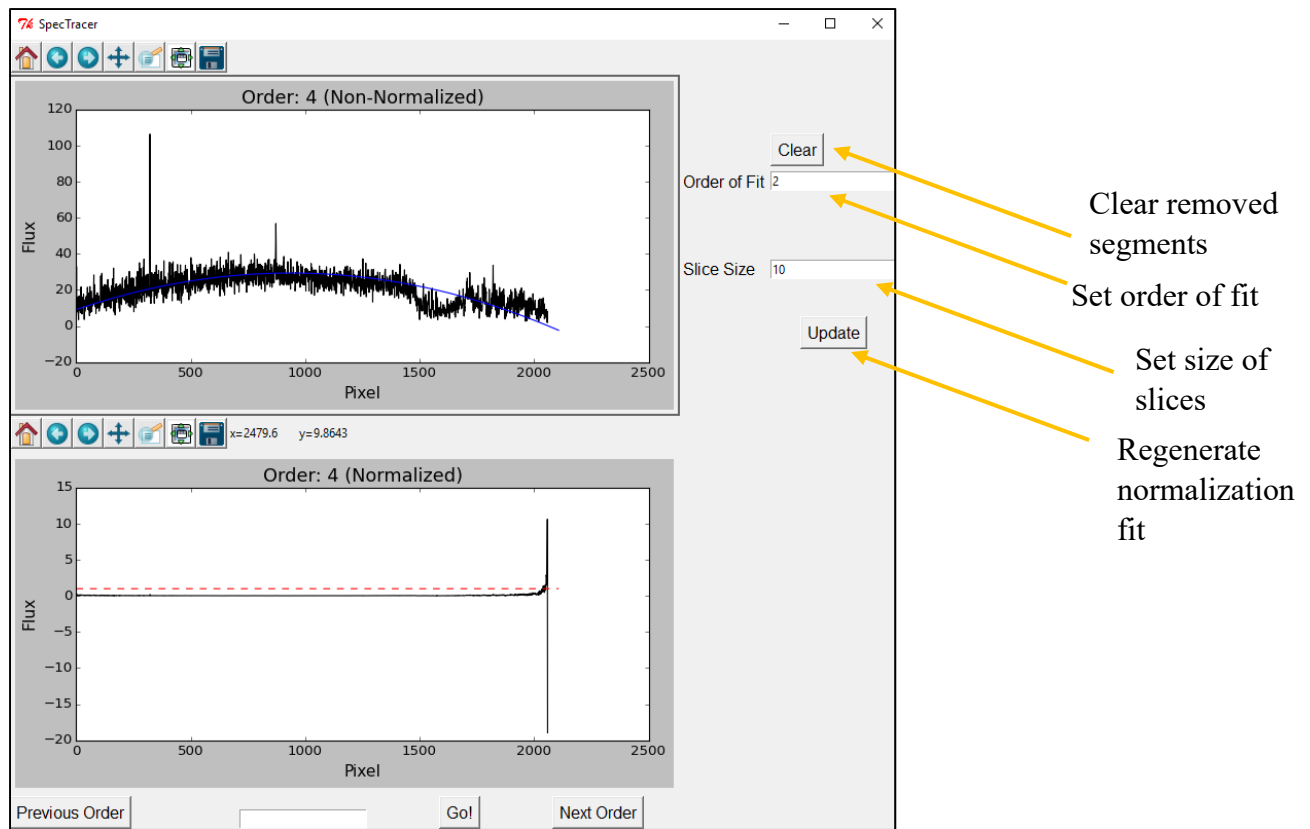 SpecTracer
Order: 4 (Non-Normalized)
120
100
80
60
40
20
0
−20
Flux
0 500 1000 1500 2000 2500
Pixel
Clear
Order of Fit 2
Slice Size 10
Update
Clear removed
segments
Set order of fit
Set size of
slices
Regenerate
normalization
fit
x=2479.6 y=9.8643
Order: 4 (Normalized)
15
10
5
0
−5
−10
−15
−20
Flux
0 500 1000 1500 2000 2500
Pixel
Previous Order Go! Next Order